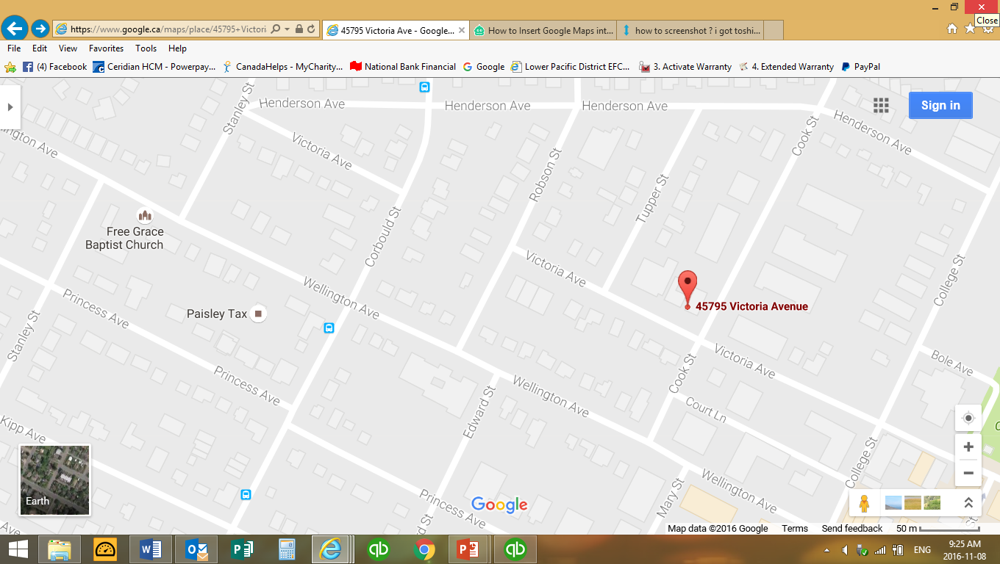 Close
https://www.google.ca/maps/place/45795+Victori
45795 Victoria Ave - Google...
How to Insert Google Maps int...
how to screenshot ? i got toshi...
File Edit View Favorites Tools Help
(4) Facebook
Ceridian HCM - Powerpay...
CanadaHelps - MyCharity...
National Bank Financial
Google
Lower Pacific District EFC...
3. Activate Warranty
4. Extended Warranty
PayPal
Stanley St
Henderson Ave
Henderson Ave
Henderson Ave
Sign in
Henderson Ave
Cook St
ington Ave
Victoria Ave
Robson St
Tupper St
Corbould St
Free Grace
Baptist Church
Victoria Ave
College St
45795 Victoria Avenue
Wellington Ave
Princess Ave
Paisley Tax
Stanley St
Victoria Ave
Bole Ave
Cook St
Princess Ave
Wellington Ave
Edward St
Court Ln
Kipp Ave
College St
Wellington Ave
Mary St
Earth
Princess Ave
Google
d St
Ave
St
Map data ©2016 Google Terms Send feedback 50 m
ENG
9:25 AM
2016-11-08